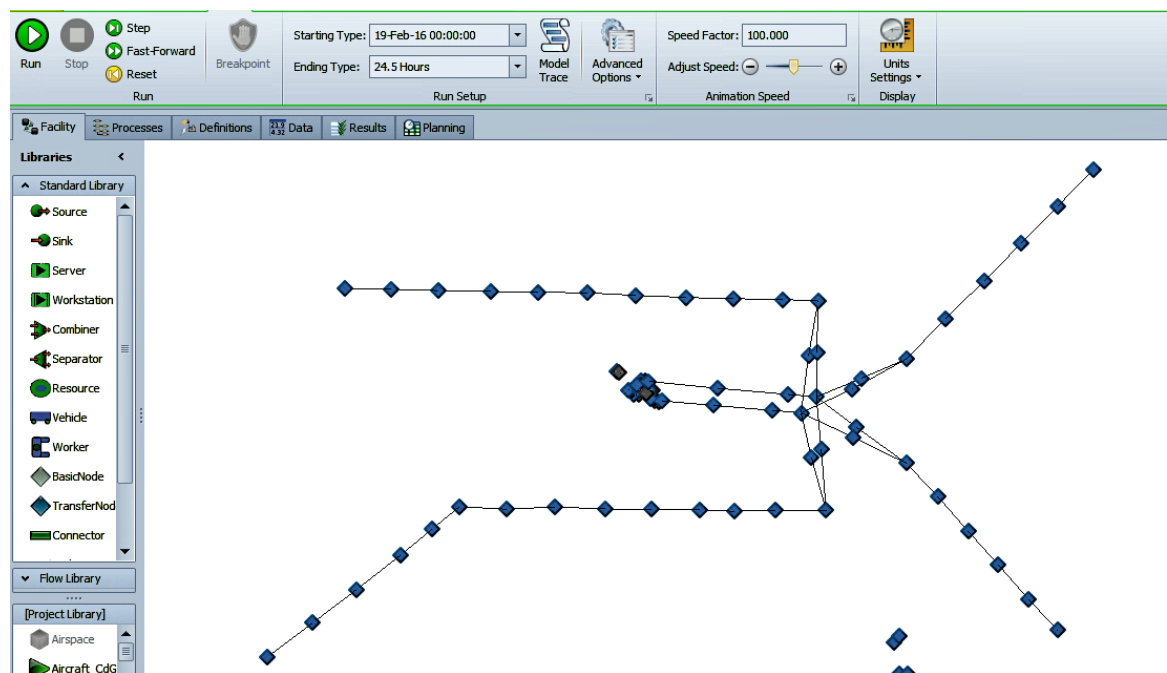 Run
Stop
Step
Fast-Forward
Reset
Run
Breakpoint
Starting Type: 19-Feb-16 00:00:00
Ending Type: 24.5 Hours
Model Trace
Advanced Options
Run Setup
Speed Factor: 100.000
Adjust Speed:
Animation Speed
Units Settings
Display
Facility
Processes
Definitions
Data
Results
Planning
Libraries
Standard Library
Source
Sink
Server
Workstation
Combiner
Separator
Resource
Vehicle
Worker
BasicNode
TransferNod
Connector
Flow Library
[Project Library]
Airspace
Aircraft_CdG